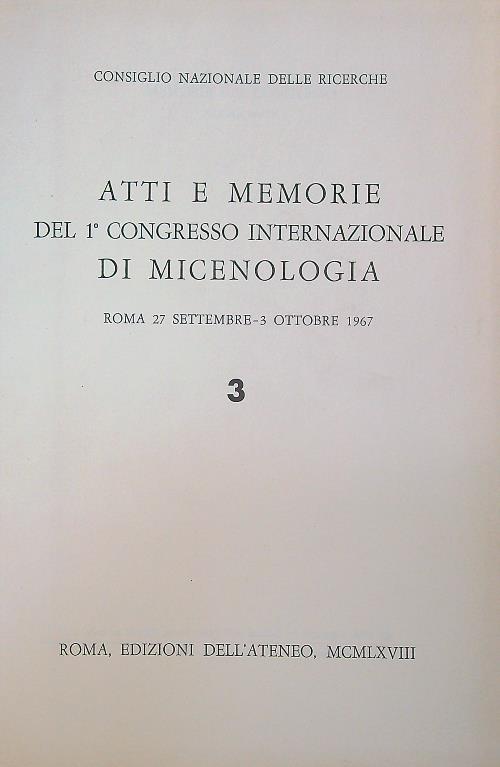 CONSIGLIO NAZIONALE DELLE RICERCHE
ATTI E MEMORIE
DEL 1° CONGRESSO INTERNAZIONALE
DI MICENOLOGIA
ROMA 27 SETTEMBRE-3 OTTOBRE 1967
3
ROMA, EDIZIONI DELL'ATENEO, MCMLXVIII